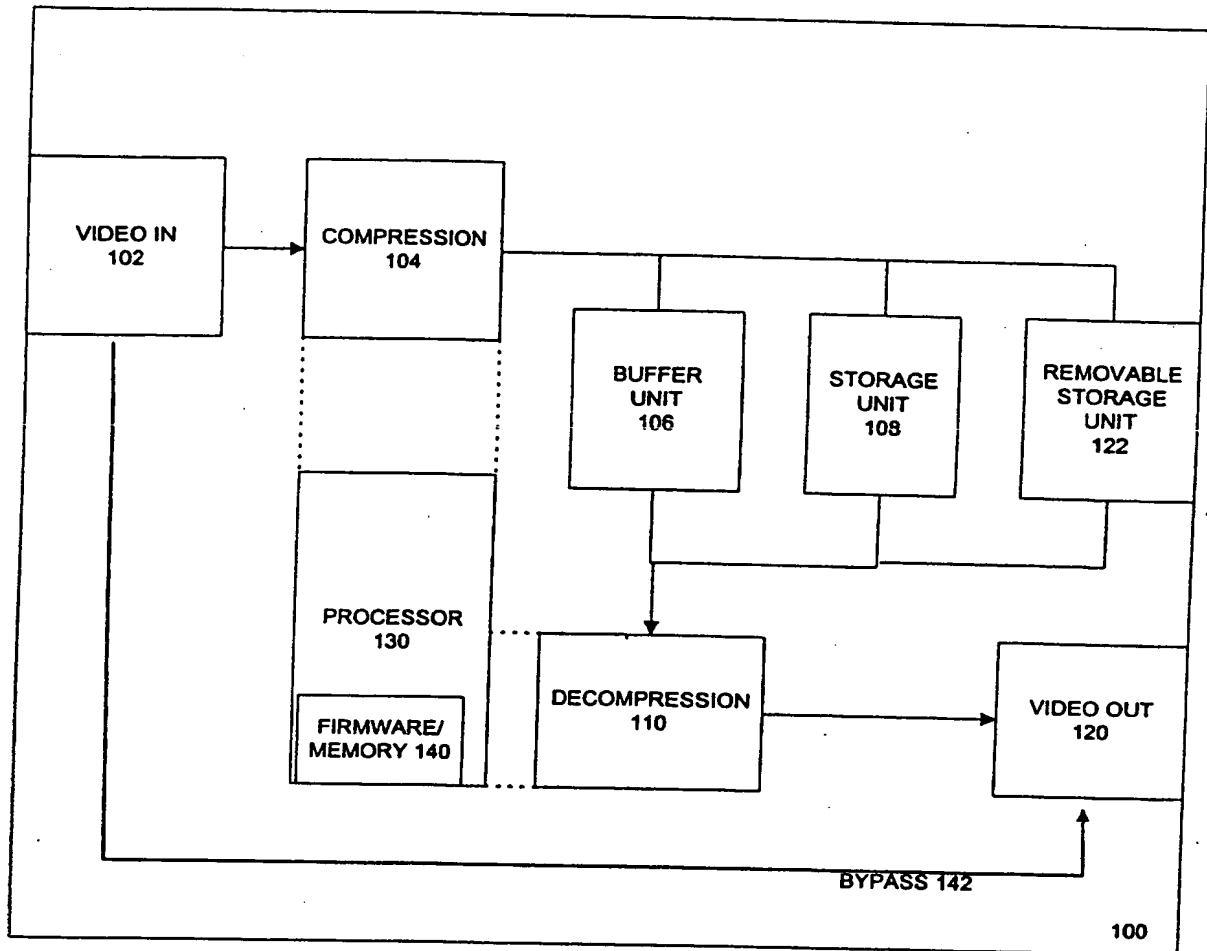 VIDEO IN
102
COMPRESSION
104
BUFFER
UNIT
106
STORAGE
UNIT
108
REMOVABLE
STORAGE
UNIT
122
PROCESSOR
130
FIRMWARE/
MEMORY 140
DECOMPRESSION
110
VIDEO OUT
120
BYPASS 142
100